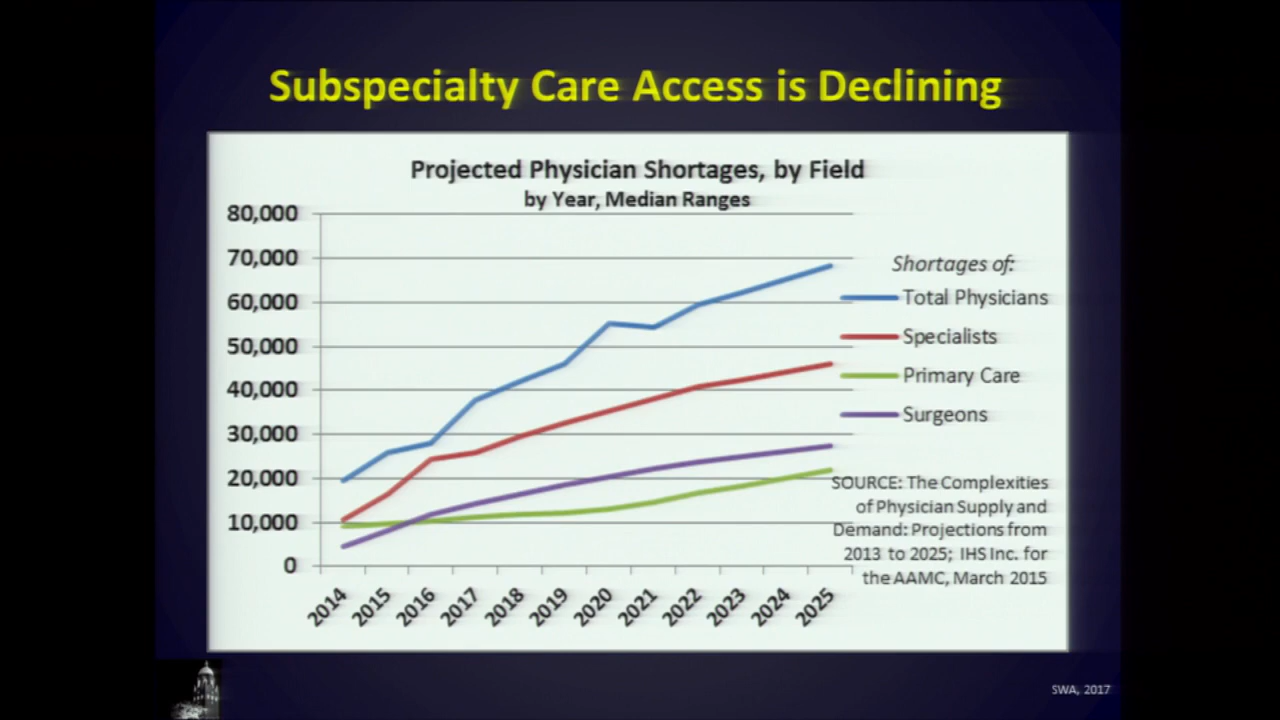 Subspecialty Care Access is Declining
Projected Physician Shortages, by Field
by Year, Median Ranges
80,000
70,000
60,000
50,000
40,000
30,000
20,000
10,000
0
2014 2015 2016 2017 2018 2019 2020 2021 2022 2023 2024 2025
Shortages of:
Total Physicians
Specialists
Primary Care
Surgeons
SOURCE: The Complexities
of Physician Supply and
Demand: Projections from
2013 to 2025; IHS Inc. for
the AAMC, March 2015
SWA, 2017